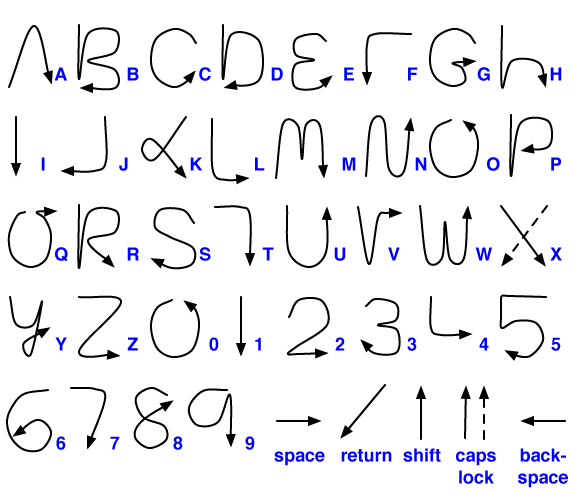 A B C D E F G H
I J K L M N O P
Q R S T U V W X
Y Z 0 1 2 3 4 5
6 7 8 9 space return shift caps lock back-space